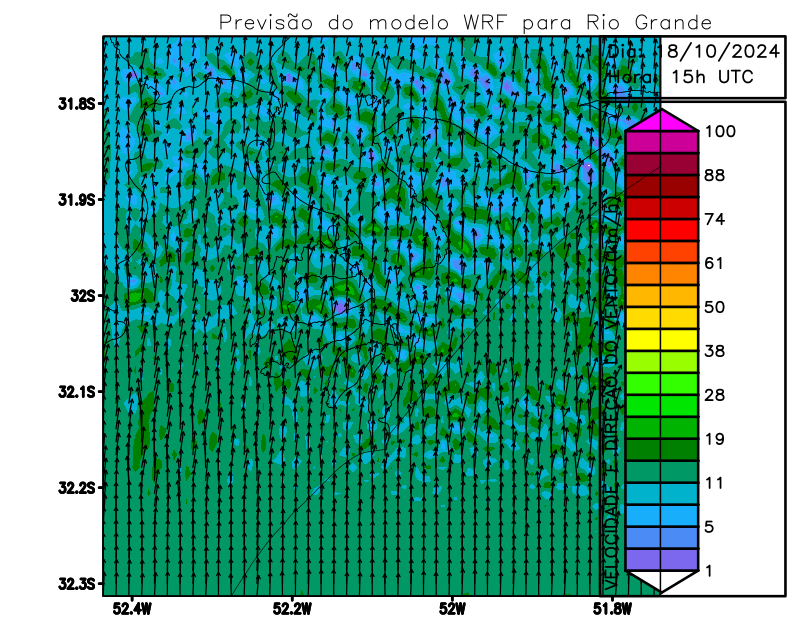 Previsão do modelo WRF para Rio Grande
Dia: 18/10/2024
Hora: 15h UTC
31.8S
31.9S
32S
32.1S
32.2S
32.3S
52.4W
52.2W
52W
51.8W
VELOCIDADE E DIREÇÃO DO VENTO (km/h)
100
88
74
61
50
38
28
19
11
5
1